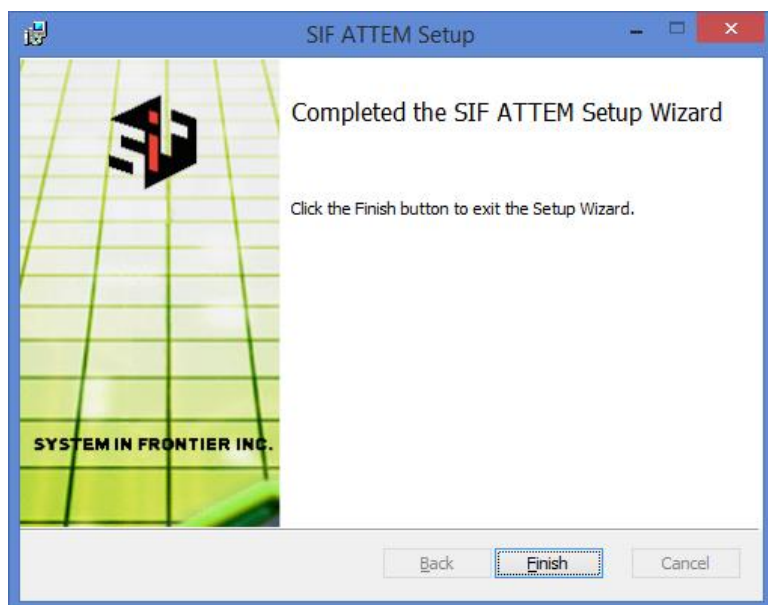 SIF ATTEM Setup
SiF
Completed the SIF ATTEM Setup Wizard
Click the Finish button to exit the Setup Wizard.
SYSTEM IN FRONTIER INC.
Back
Finish
Cancel